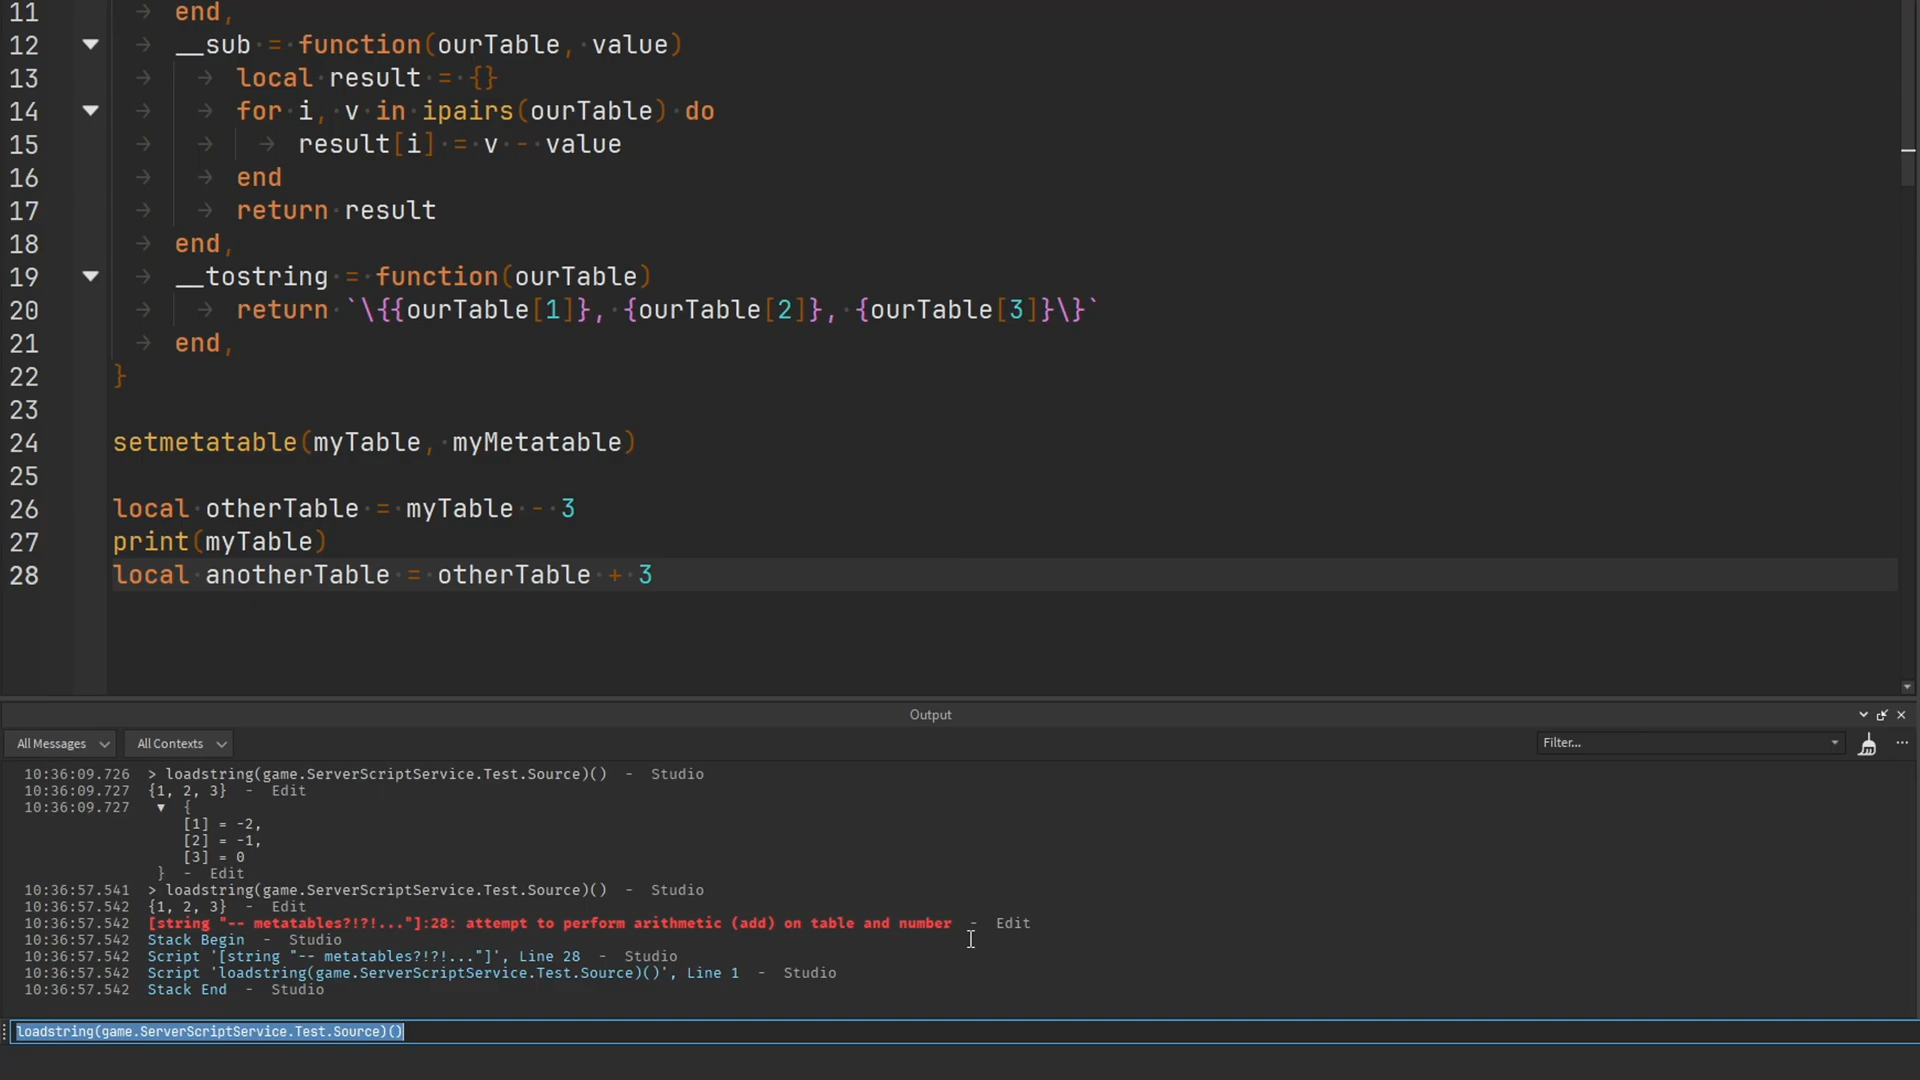 11 end,
12 __sub = function(ourTable, value)
13 local result = {}
14 for i, v in ipairs(ourTable) do
15 result[i] = v - value
16 end
17 return result
18 end,
19 __tostring = function(ourTable)
20 return `\{{ourTable[1]}, {ourTable[2]}, {ourTable[3]}\}`
21 end,
22 }
23
24 setmetatable(myTable, myMetatable)
25
26 local otherTable = myTable - 3
27 print(myTable)
28 local anotherTable = otherTable + 3
Output
All Messages All Contexts Filter...
10:36:09.726 > loadstring(game.ServerScriptService.Test.Source)() - Studio
10:36:09.727 {1, 2, 3} - Edit
10:36:09.727 ▼ {
[1] = -2,
[2] = -1,
[3] = 0
} - Edit
10:36:57.541 > loadstring(game.ServerScriptService.Test.Source)() - Studio
10:36:57.542 {1, 2, 3} - Edit
10:36:57.542 [string "-- metatables?!?!..."]:28: attempt to perform arithmetic (add) on table and number - Edit
10:36:57.542 Stack Begin - Studio
10:36:57.542 Script '[string "-- metatables?!?!..."]', Line 28 - Studio
10:36:57.542 Script 'loadstring(game.ServerScriptService.Test.Source)()', Line 1 - Studio
10:36:57.542 Stack End - Studio
loadstring(game.ServerScriptService.Test.Source)()